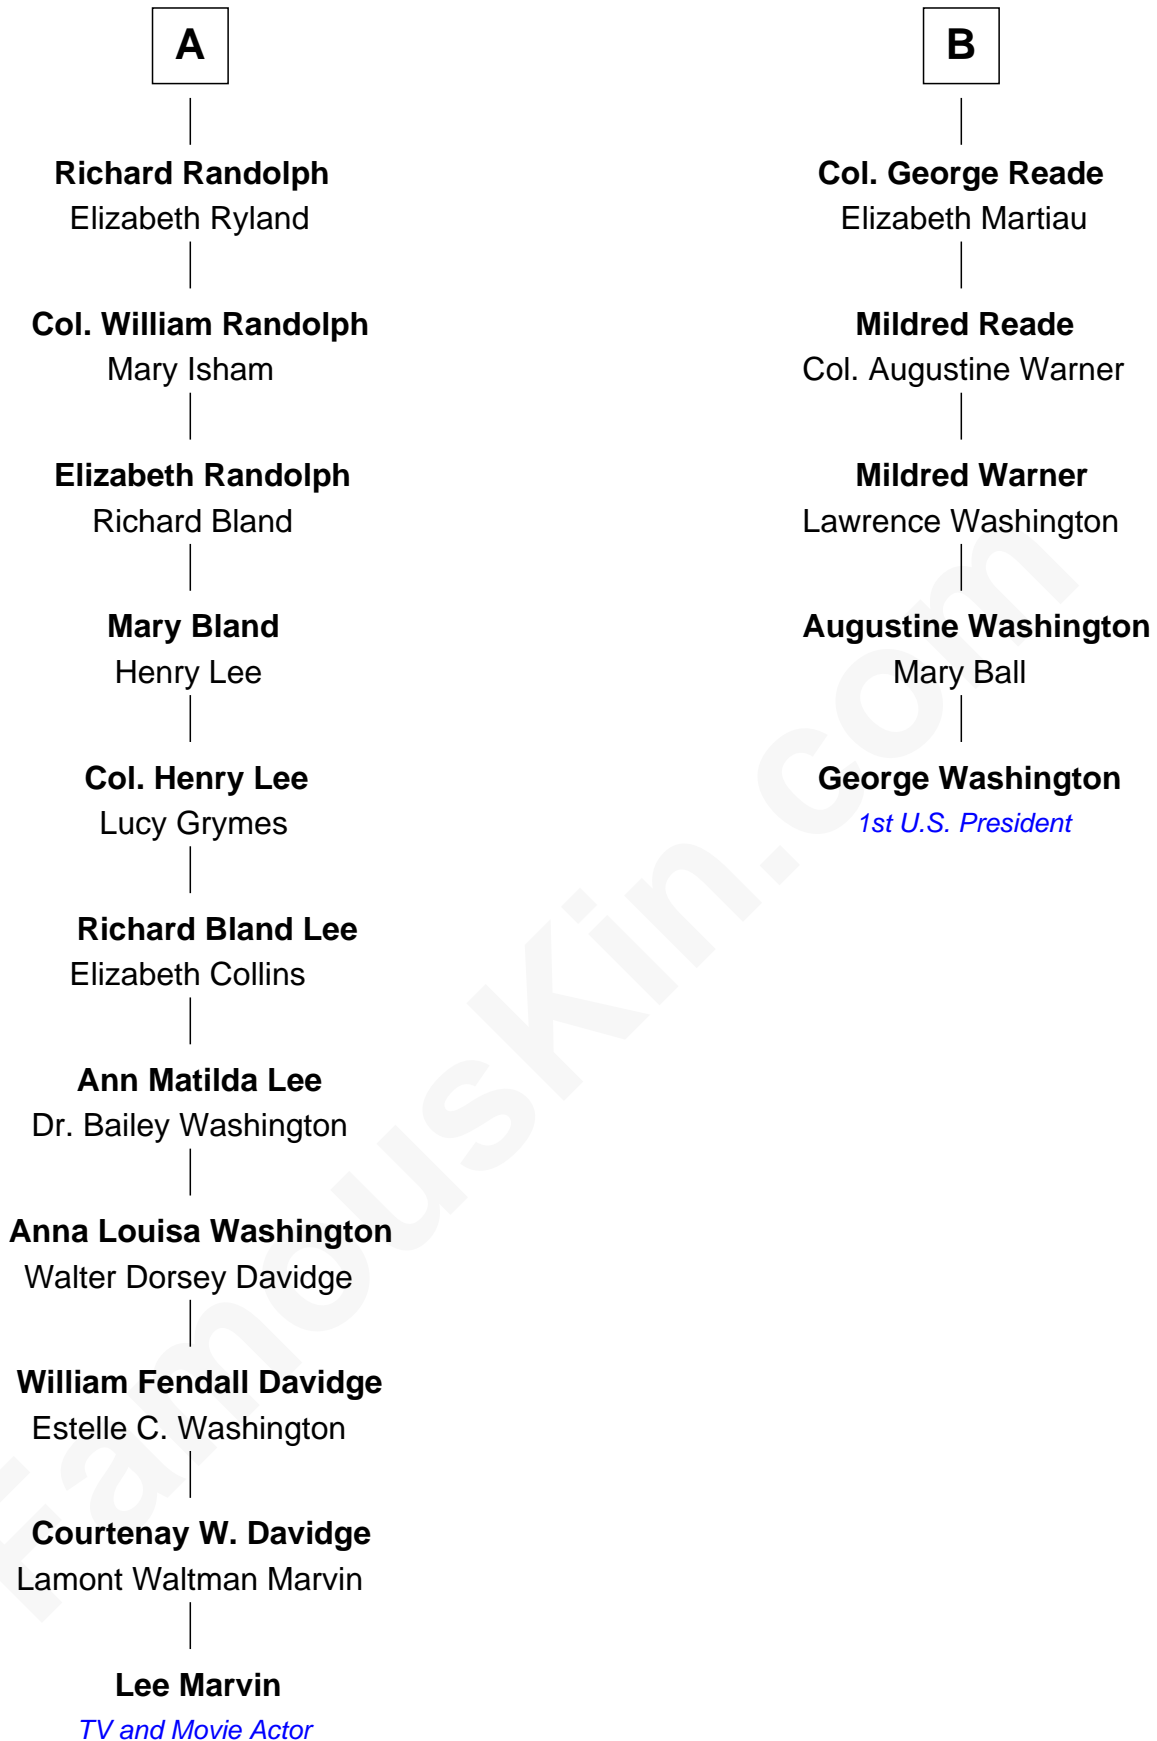 A
Richard Randolph
Elizabeth Ryland
Col. William Randolph
Mary Isham
Elizabeth Randolph
Richard Bland
Mary Bland
Henry Lee
Col. Henry Lee
Lucy Grymes
Richard Bland Lee
Elizabeth Collins
Ann Matilda Lee
Dr. Bailey Washington
Anna Louisa Washington
Walter Dorsey Davidge
William Fendall Davidge
Estelle C. Washington
Courtenay W. Davidge
Lamont Waltman Marvin
Lee Marvin
TV and Movie Actor
B
Col. George Reade
Elizabeth Martiau
Mildred Reade
Col. Augustine Warner
Mildred Warner
Lawrence Washington
Augustine Washington
Mary Ball
George Washington
1st U.S. President
FamousKin.com